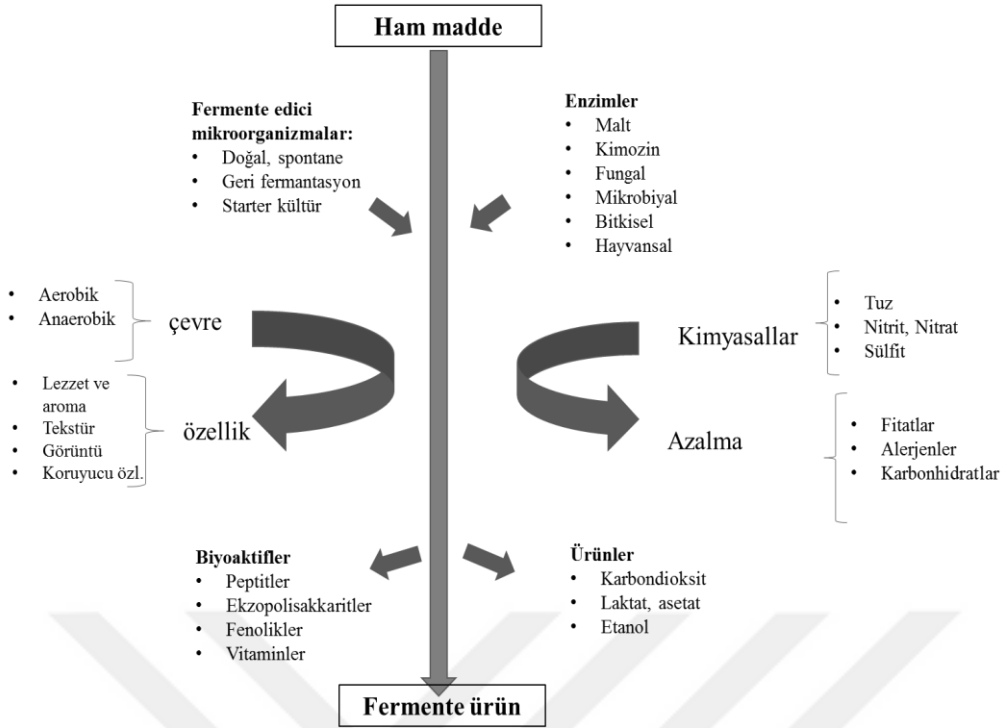 Ham madde
Fermente edici
mikroorganizmalar:
• Doğal, spontane
• Geri fermantasyon
• Starter kültür
Enzimler
• Malt
• Kimozin
• Fungal
• Mikrobiyal
• Bitkisel
• Hayvansal
• Aerobik
• Anaerobik
çevre
Kimyasallar
• Tuz
• Nitrit, Nitrat
• Sülfit
• Lezzet ve
aroma
• Tekstür
• Görüntü
• Koruyucu özl.
özellik
Azalma
• Fitatlar
• Alerjenler
• Karbonhidratlar
Biyoaktifler
• Peptitler
• Ekzopolisakkaritler
• Fenolikler
• Vitaminler
Ürünler
• Karbondioksit
• Laktat, asetat
• Etanol
Fermente ürün